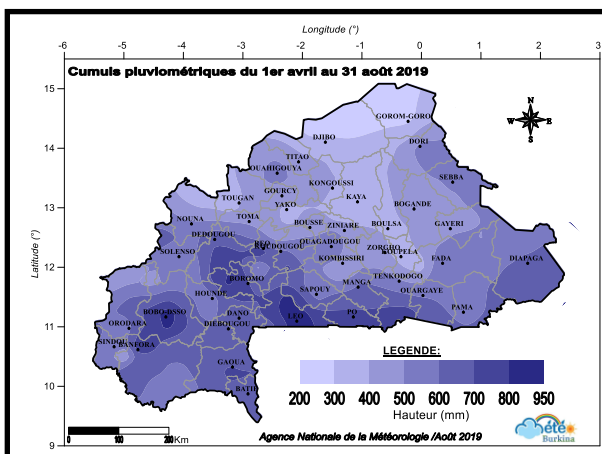 Longitude (°)
-6 -5 -4 -3 -2 -1 0 1 2 3
Cumuls pluviométriques du 1er avril au 31 août 2019
15
14
13
12
11
10
9
Latitude (°)
N
W E
S
GOROM-GORO
DJIBO
DORI
TITAO
OUAHIGOUYA
KONGOUSSI
SEBBA
GOURCY
TOUGAN
KAYA
YAKO
BOGANDE
NOUNA
TOMA
BOUSSE
ZINIARE
BOULSA
GAYERI
DEDOUGOU
OUAGADOUGOU
ZORGHO
SOLENSO
KOMBISSIRI
FADA
DIAPAGA
TENKODOGO
BOROMO
MANGA
HOUNDE
SAPOUY
OUARGAYE
BOBO-DSSO
DANO
LEO
PO
PAMA
ORODARA
DIEBOUGOU
SINDOU
BANFORA
GAOUA
BATIE
LEGENDE:
200 300 400 500 600 700 800 950
Hauteur (mm)
0 100 200 Km
Agence Nationale de la Météorologie /Août 2019
météo
Burkina